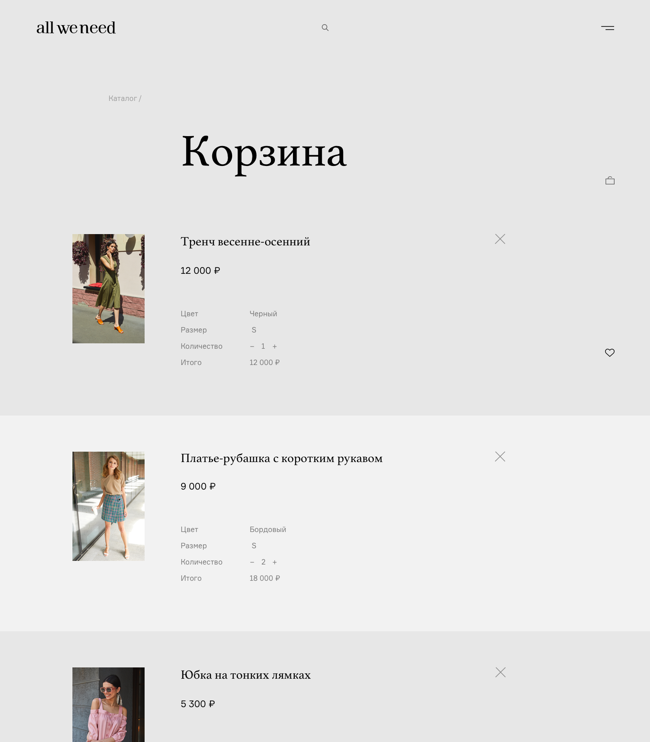 all we need
Каталог /
Корзина
Тренч весенне-осенний
12 000 ₽
Цвет Черный
Размер S
Количество – 1 +
Итого 12 000 ₽
Платье-рубашка с коротким рукавом
9 000 ₽
Цвет Бордовый
Размер S
Количество – 2 +
Итого 18 000 ₽
Юбка на тонких лямках
5 300 ₽